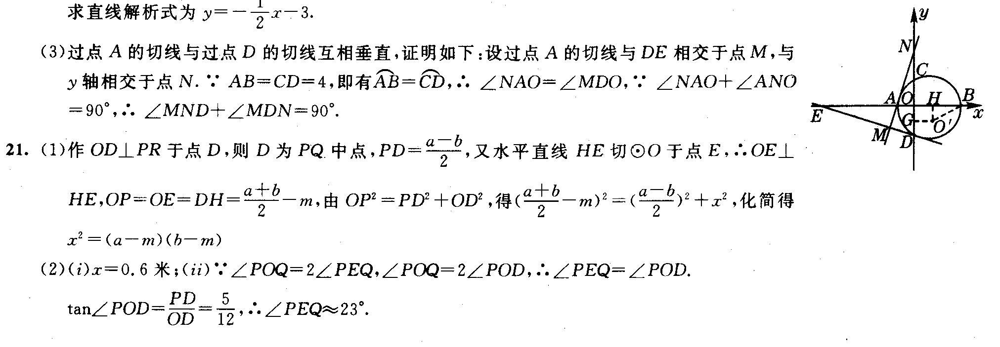 求直线解析式为 y=-1/2x-3.
(3)过点 A 的切线与过点 D 的切线互相垂直,证明如下:设过点 A 的切线与 DE 相交于点 M,与
y 轴相交于点 N. ∵ AB=CD=4,即有⌒AB=⌒CD,∴ ∠NAO=∠MDO,∵ ∠NAO+∠ANO
=90°,∴ ∠MND+∠MDN=90°.
21. (1)作 OD⊥PR 于点 D,则 D 为 PQ 中点,PD=(a-b)/2,又水平直线 HE 切⊙O 于点 E,∴OE⊥
HE,OP=OE=DH=(a+b)/2-m,由 OP²=PD²+OD²,得((a+b)/2-m)²=((a-b)/2)²+x²,化简得
x²=(a-m)(b-m)
(2)(i)x=0.6 米;(ii)∵∠POQ=2∠PEQ,∠POQ=2∠POD,∴∠PEQ=∠POD.
tan∠POD=PD/OD=5/12,∴∠PEQ≈23°.
y
N
C
A O H B
E x
G O′
M D